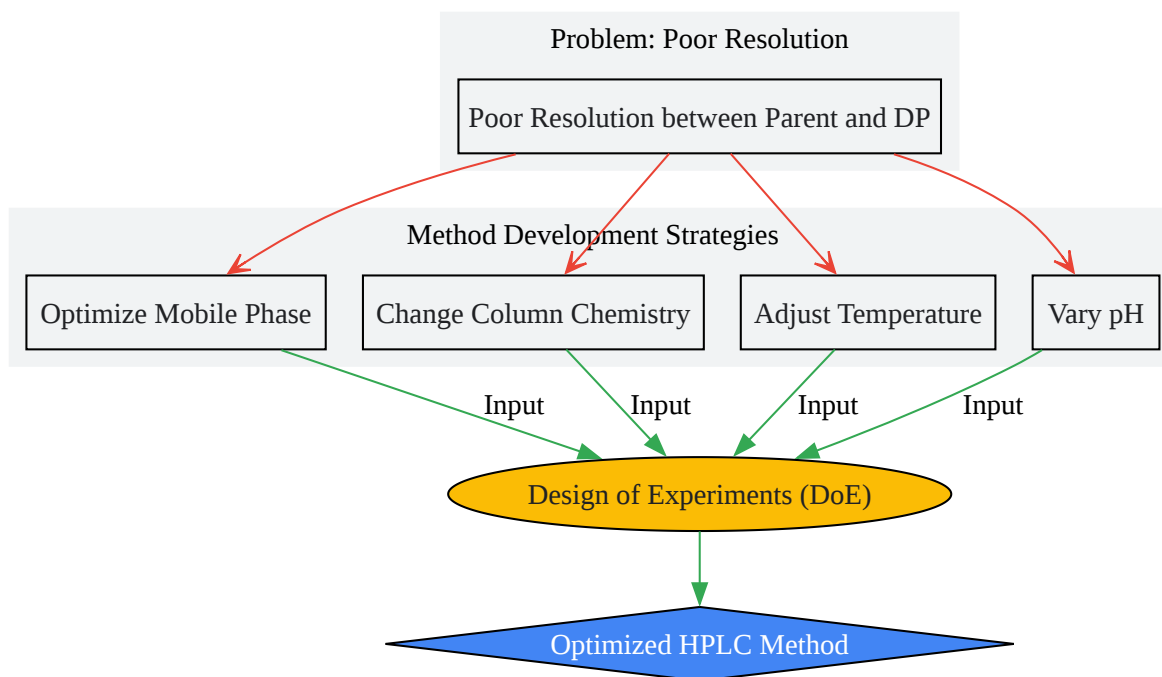 Problem: Poor Resolution
Poor Resolution between Parent and DP
Method Development Strategies
Optimize Mobile Phase
Change Column Chemistry
Adjust Temperature
Vary pH
Input
Input
Input
Input
Design of Experiments (DoE)
Optimized HPLC Method